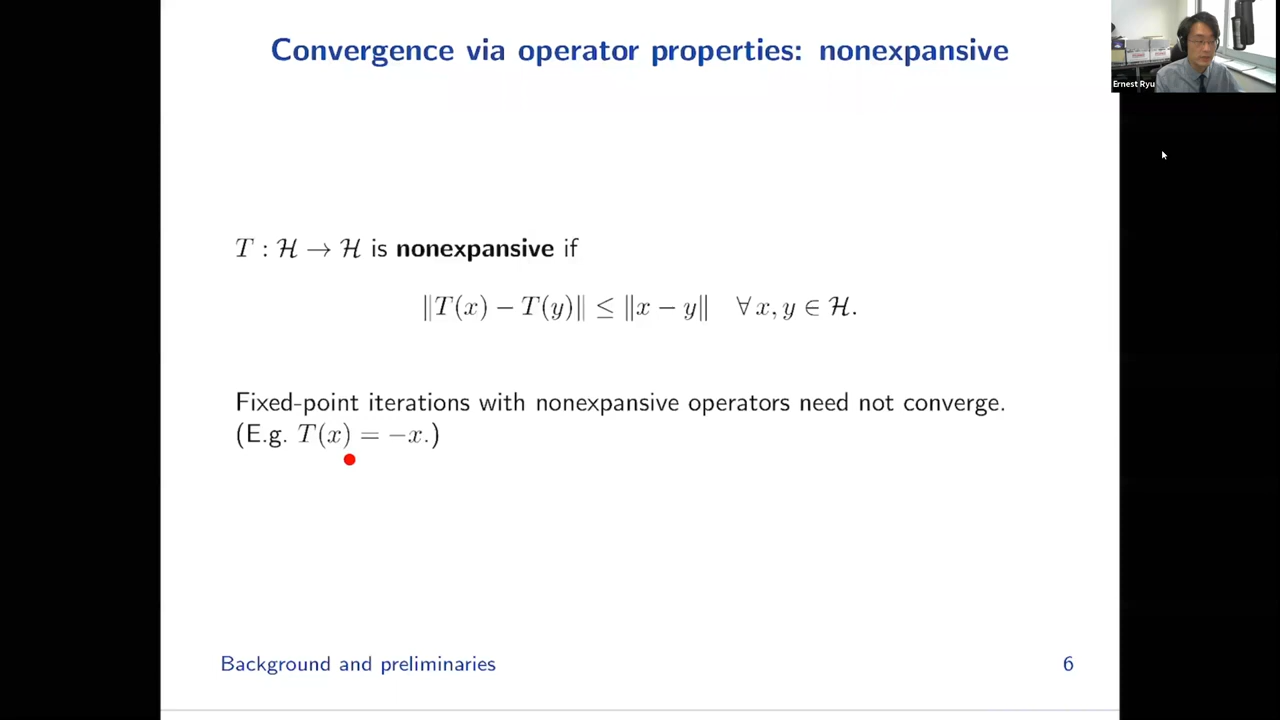 Convergence via operator properties: nonexpansive
Ernest Ryu
T : ℋ → ℋ is nonexpansive if
‖T(x) − T(y)‖ ≤ ‖x − y‖ ∀ x, y ∈ ℋ.
Fixed-point iterations with nonexpansive operators need not converge.
(E.g. T(x) = −x.)
Background and preliminaries 6